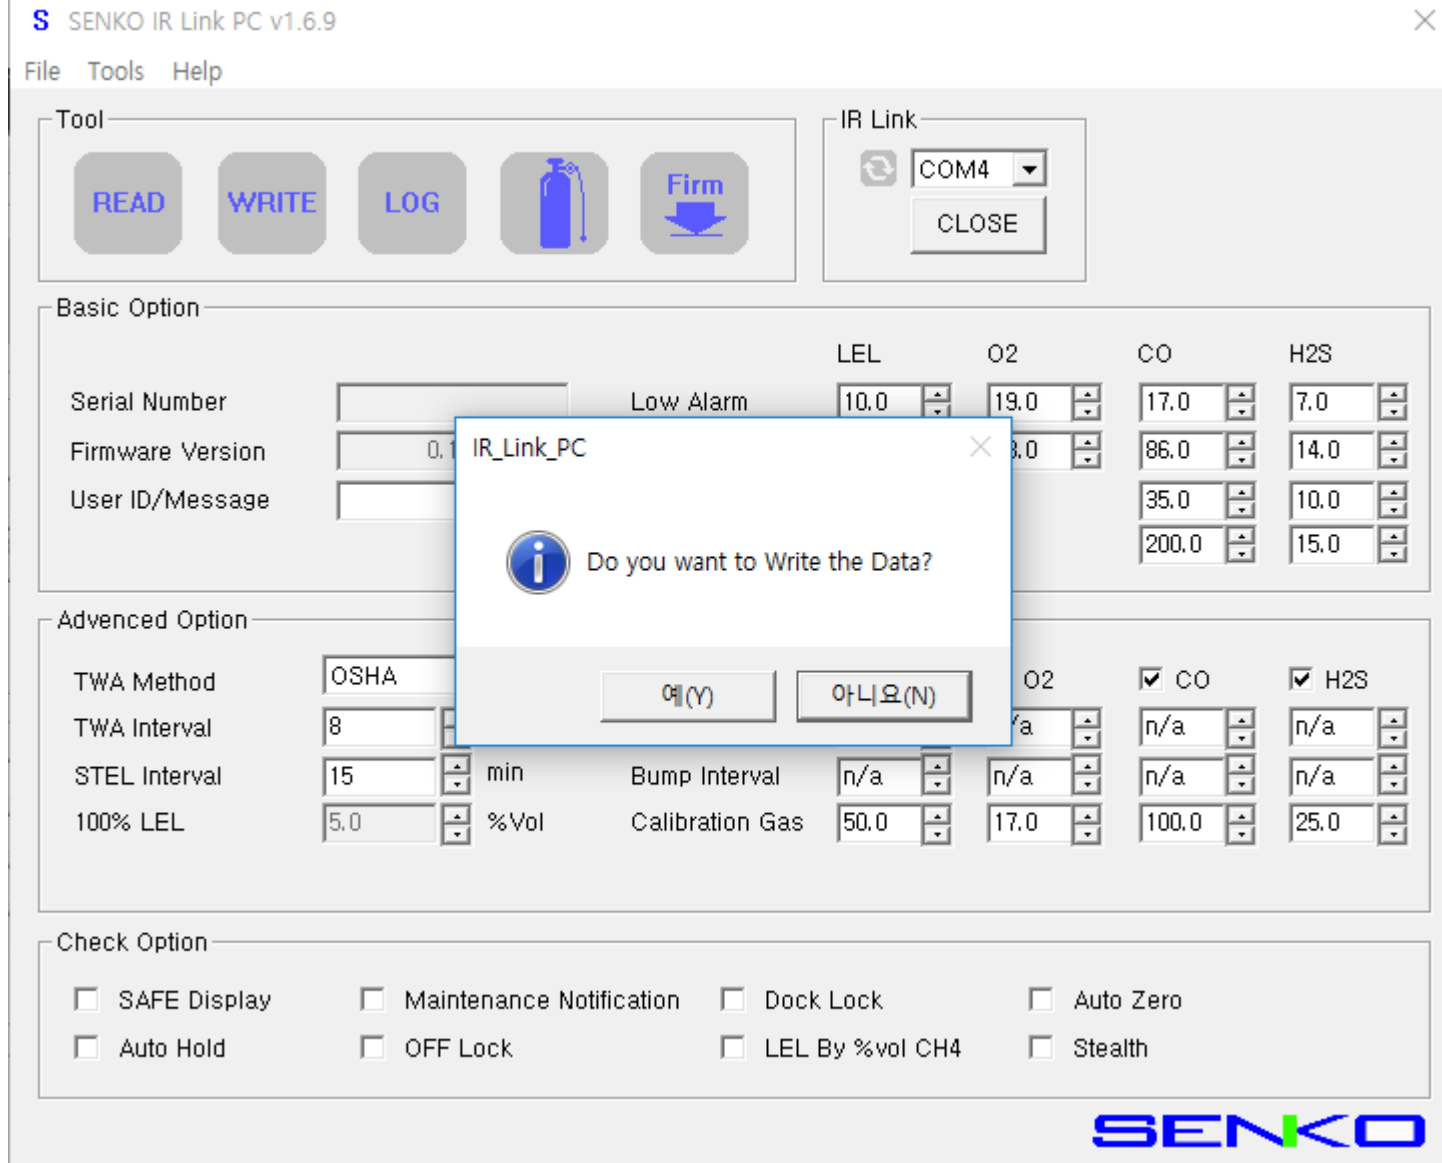 S SENKO IR Link PC v1.6.9
File Tools Help
Tool
READ WRITE LOG Firm
IR Link
COM4
CLOSE
Basic Option
LEL O2 CO H2S
Serial Number Low Alarm 10.0 19.0 17.0 7.0
Firmware Version 86.0 14.0
User ID/Message 35.0 10.0
200.0 15.0
IR_Link_PC
Do you want to Write the Data?
예(Y) 아니요(N)
Advenced Option
TWA Method OSHA O2 CO H2S
TWA Interval 8 n/a n/a
STEL Interval 15 min Bump Interval n/a n/a n/a n/a
100% LEL 5.0 %Vol Calibration Gas 50.0 17.0 100.0 25.0
Check Option
SAFE Display Maintenance Notification Dock Lock Auto Zero
Auto Hold OFF Lock LEL By %vol CH4 Stealth
SENKO